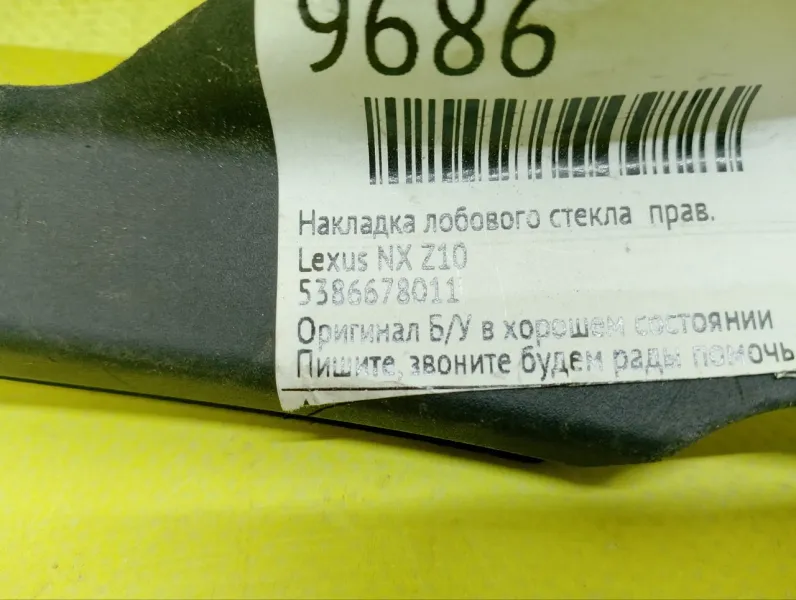 9686
Накладка лобового стекла прав.
Lexus NX Z10
5386678011
Оригинал Б/У в хорошем состоянии
Пишите, звоните будем рады помочь